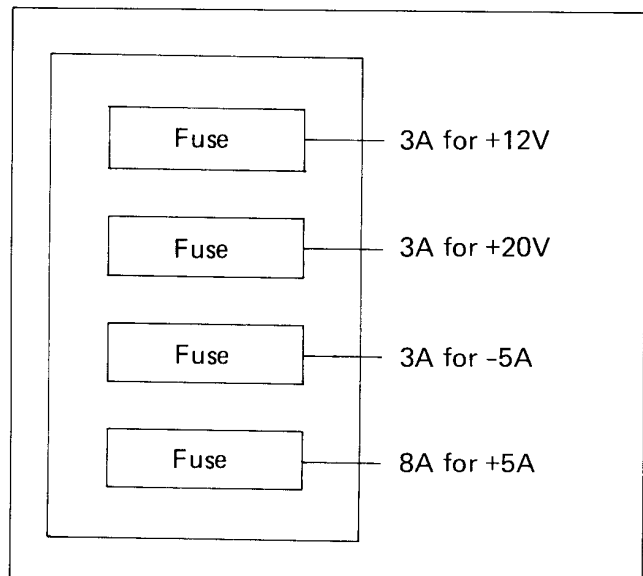 Fuse 3A for +12V
Fuse 3A for +20V
Fuse 3A for -5A
Fuse 8A for +5A